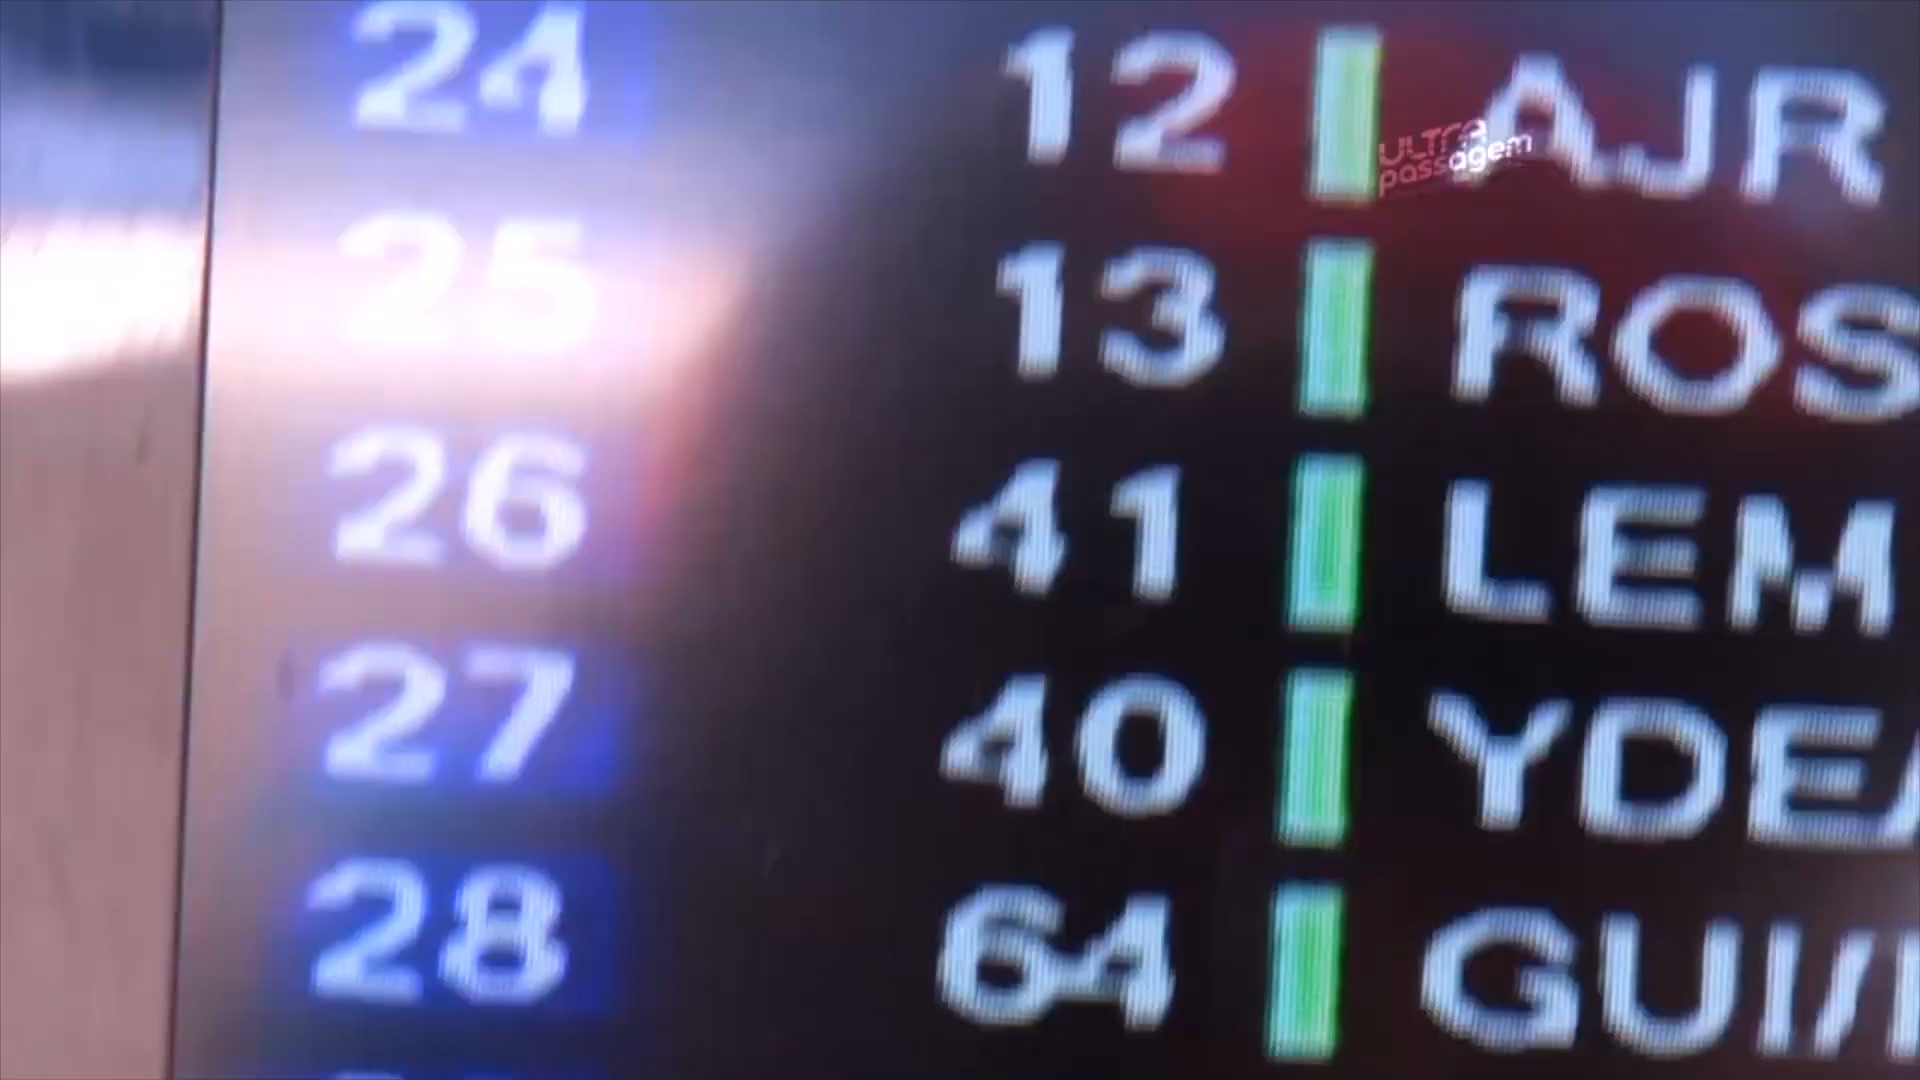 24 12 AJR
ULTRA
passagem
25 13 ROS
26 41 LEM
27 40 YDE/
28 64 GUI/